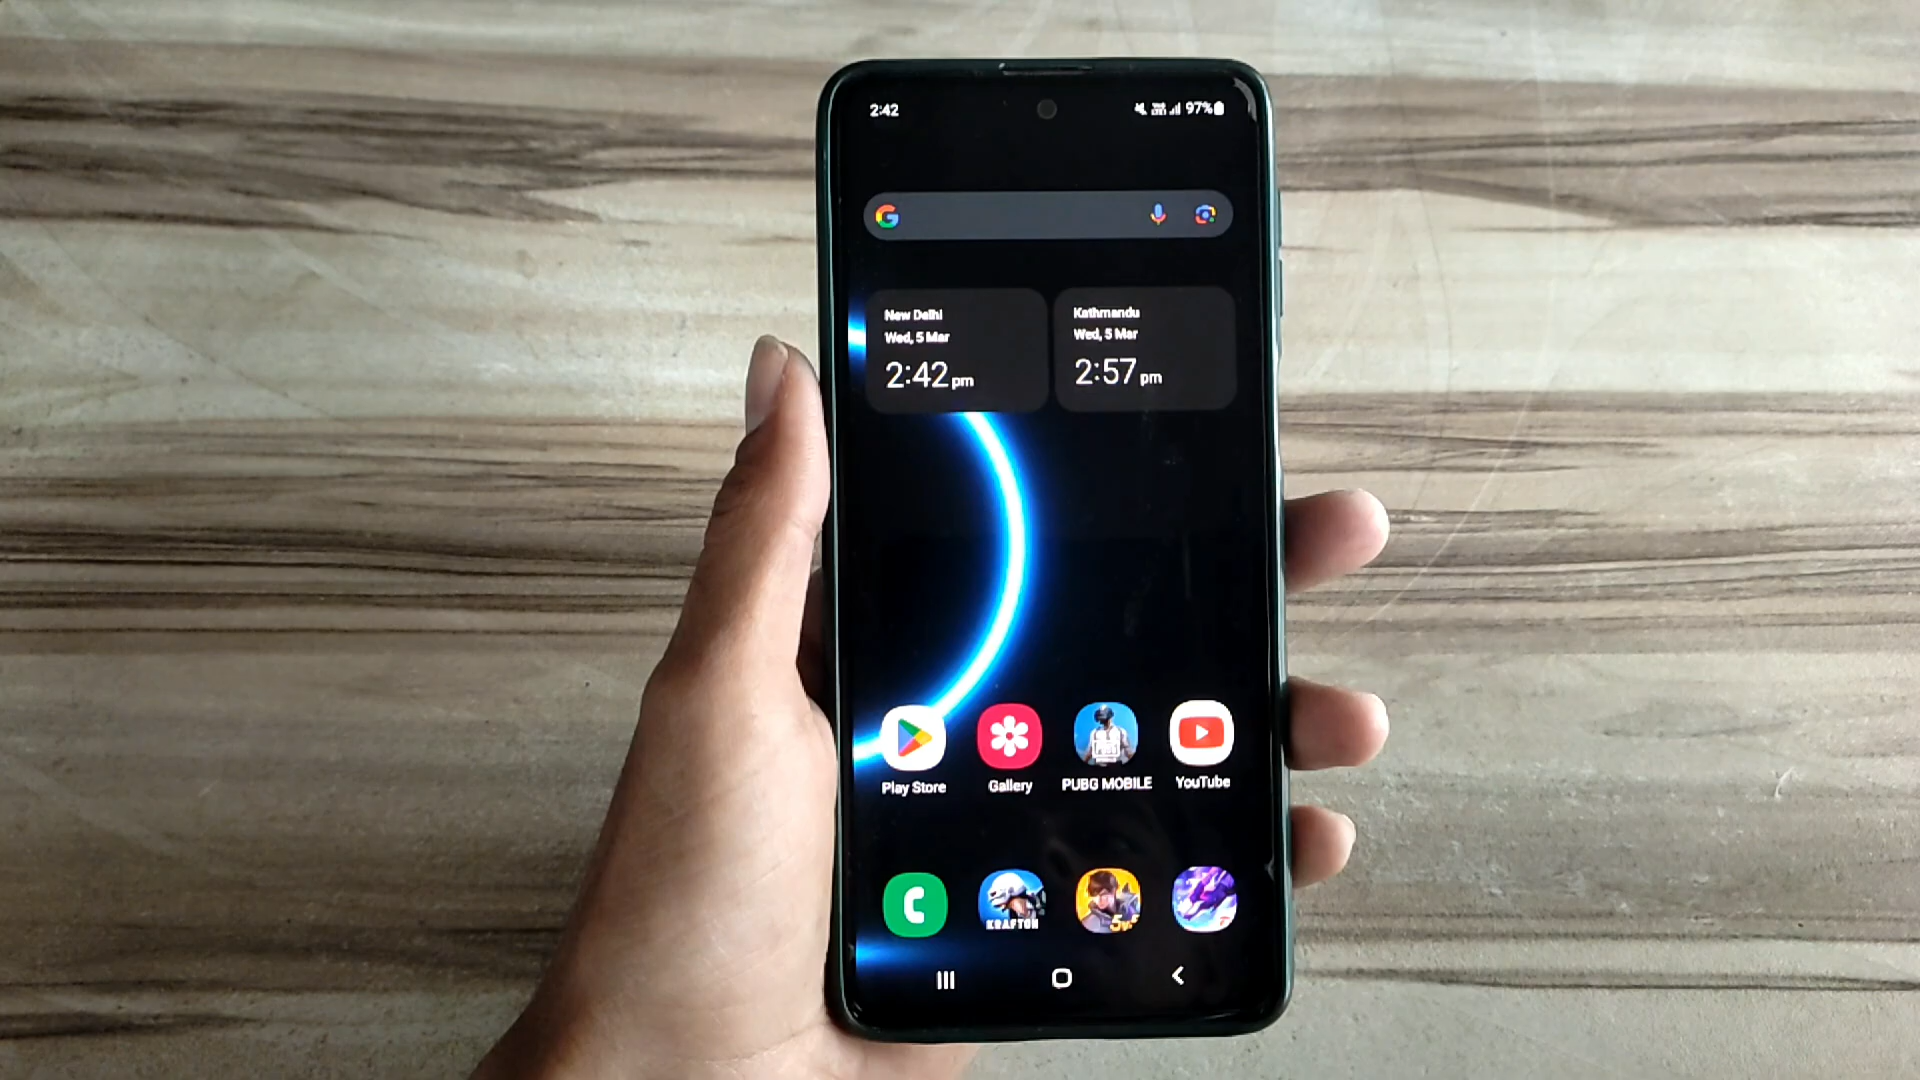 2:42
97%
New Delhi
Wed, 5 Mar
2:42 pm
Kathmandu
Wed, 5 Mar
2:57 pm
Play Store
Gallery
PUBG MOBILE
YouTube
KRAFTON
5v5